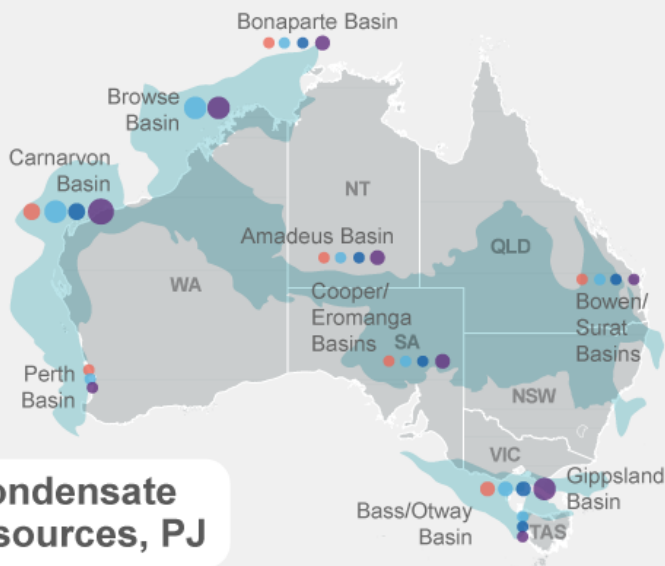 Bonaparte Basin
Browse
Basin
Carnarvon
Basin
NT
Amadeus Basin
QLD
WA
Cooper/
Eromanga
Basins
SA
Bowen/
Surat
Basins
Perth
Basin
NSW
VIC
Gippsland
Basin
Bass/Otway
Basin
TAS
ondensate
sources, PJ